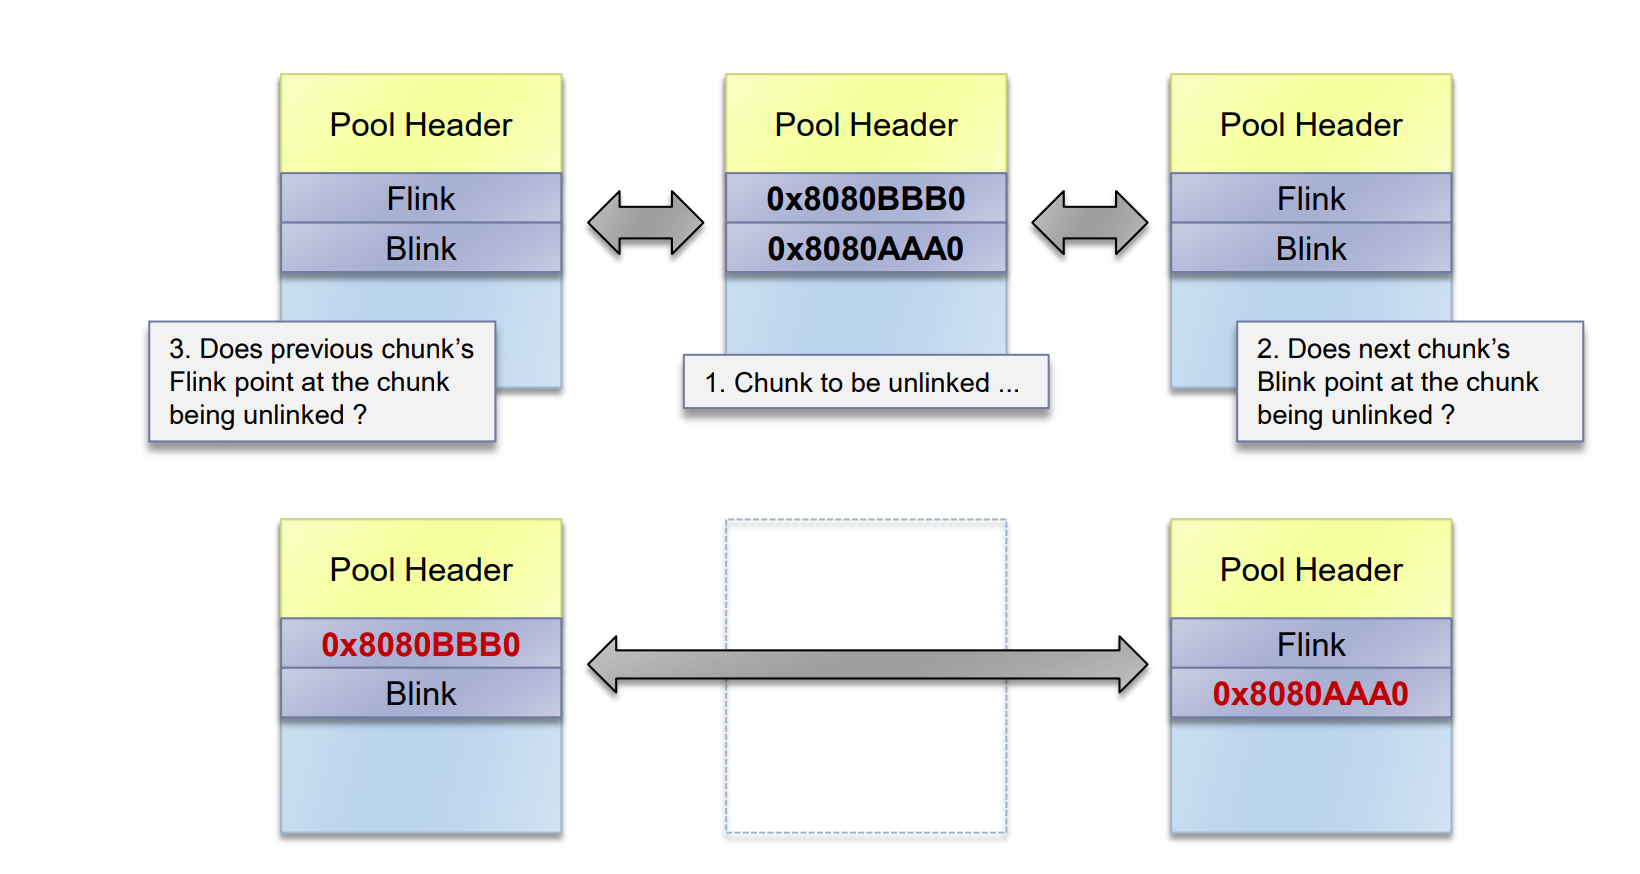 Pool Header
Pool Header
Pool Header
Flink
0x8080BBB0
Flink
Blink
0x8080AAA0
Blink
3. Does previous chunk's
Flink point at the chunk
being unlinked ?
1. Chunk to be unlinked ...
2. Does next chunk's
Blink point at the chunk
being unlinked ?
Pool Header
Pool Header
0x8080BBB0
Flink
Blink
0x8080AAA0